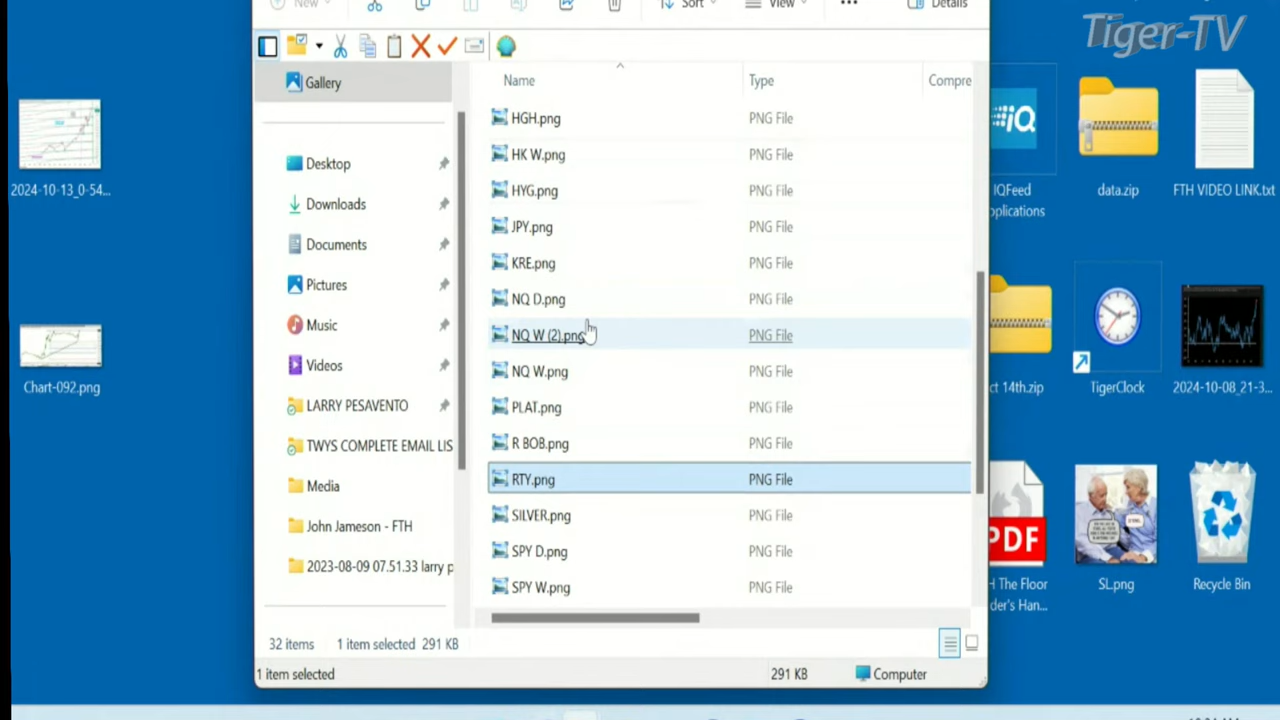 New
Sort
View
Details
Tiger-TV
Gallery
Desktop
Downloads
Documents
Pictures
Music
Videos
LARRY PESAVENTO
TWYS COMPLETE EMAIL LIS
Media
John Jameson - FTH
2023-08-09 07.51.33 larry p
Name
Type
Compre
HGH.png
PNG File
HK W.png
PNG File
HYG.png
PNG File
JPY.png
PNG File
KRE.png
PNG File
NQ D.png
PNG File
NQ W (2).png
PNG File
NQ W.png
PNG File
PLAT.png
PNG File
R BOB.png
PNG File
RTY.png
PNG File
SILVER.png
PNG File
SPY D.png
PNG File
SPY W.png
PNG File
32 items
1 item selected 291 KB
1 item selected
291 KB
Computer
2024-10-13_0-54...
Chart-092.png
iQ
IQFeed
pplications
data.zip
FTH VIDEO LINK.txt
ct 14th.zip
TigerClock
2024-10-08_21-3...
PDF
H The Floor
der's Han...
SL.png
Recycle Bin